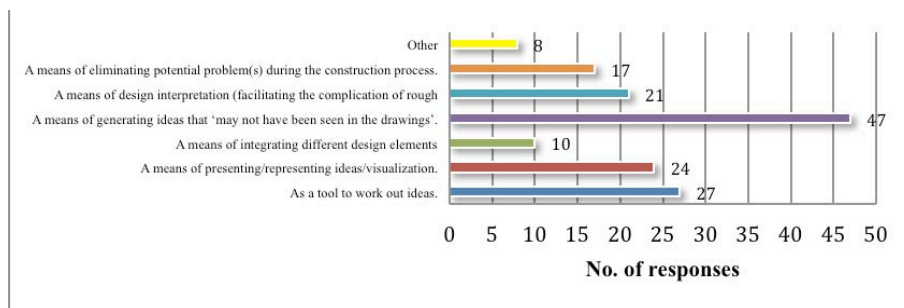 Other 8
A means of eliminating potential problem(s) during the construction process. 17
A means of design interpretation (facilitating the complication of rough 21
A means of generating ideas that ‘may not have been seen in the drawings’. 47
A means of integrating different design elements 10
A means of presenting/representing ideas/visualization. 24
As a tool to work out ideas. 27
0 5 10 15 20 25 30 35 40 45 50
No. of responses